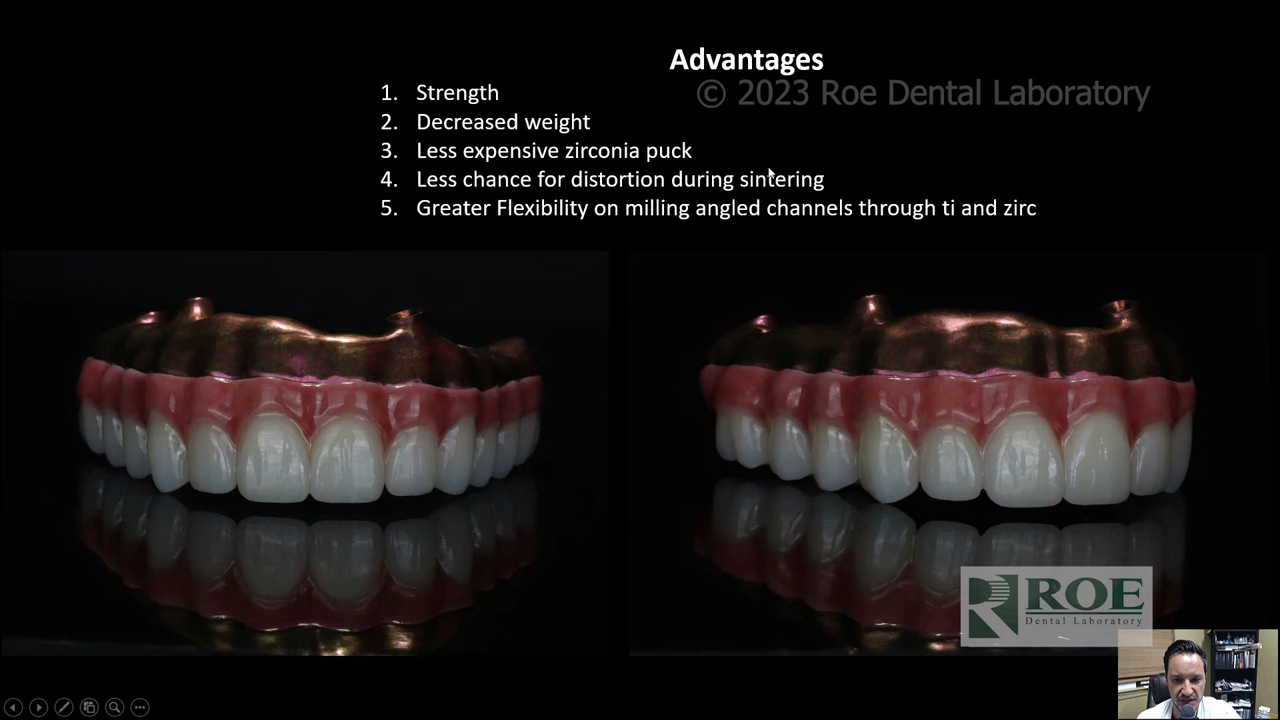 Advantages
© 2023 Roe Dental Laboratory
1. Strength
2. Decreased weight
3. Less expensive zirconia puck
4. Less chance for distortion during sintering
5. Greater Flexibility on milling angled channels through ti and zirc
R ROE
Dental Laboratory